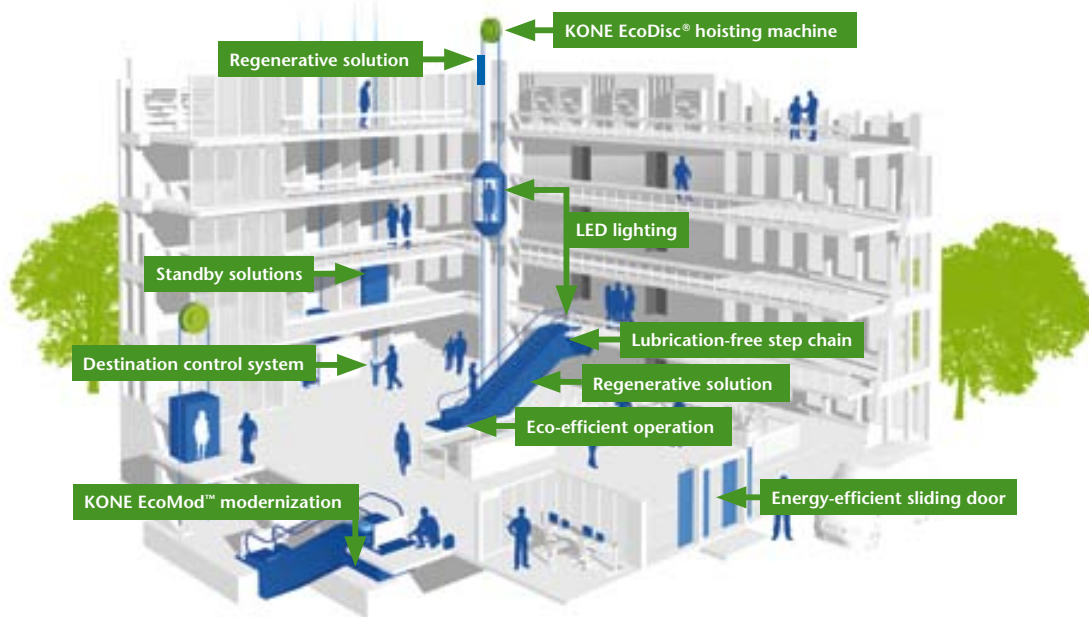 KONE EcoDisc® hoisting machine
Regenerative solution
LED lighting
Standby solutions
Lubrication-free step chain
Destination control system
Regenerative solution
Eco-efficient operation
KONE EcoMod™ modernization
Energy-efficient sliding door